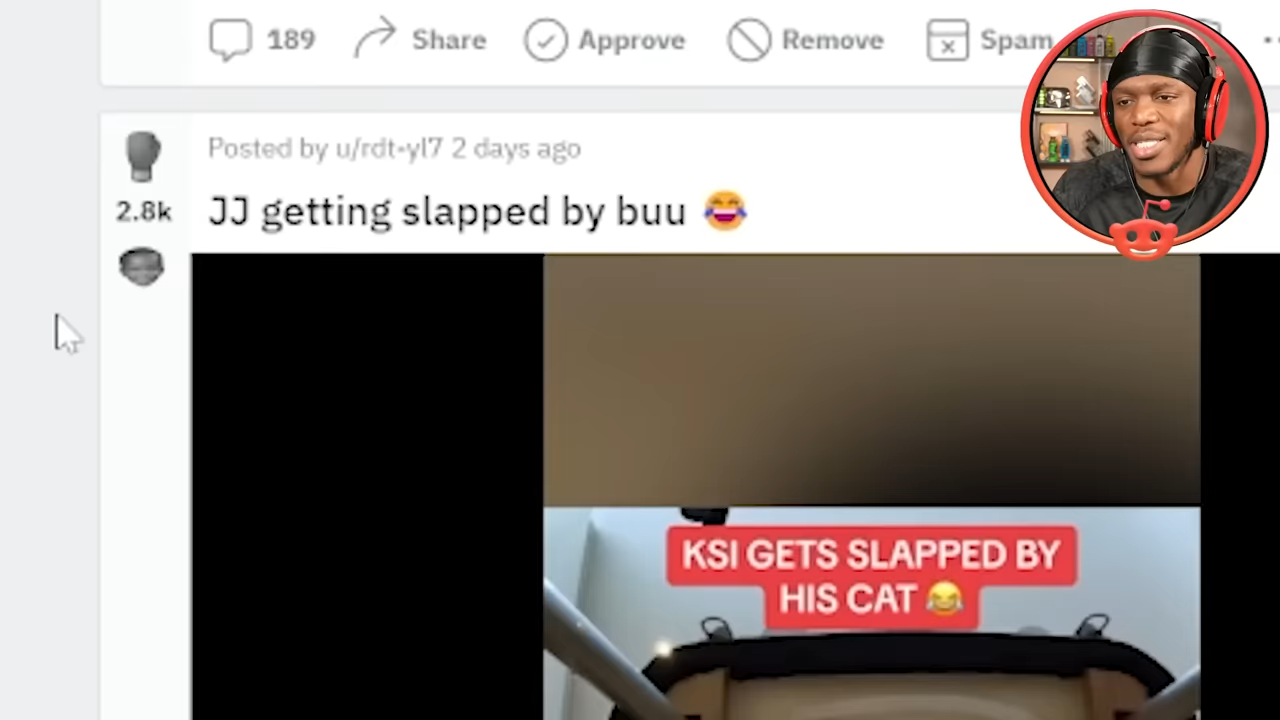 189 Share Approve Remove Spam
Posted by u/rdt-yl7 2 days ago
2.8k
JJ getting slapped by buu 😂
KSI GETS SLAPPED BY
HIS CAT 😂